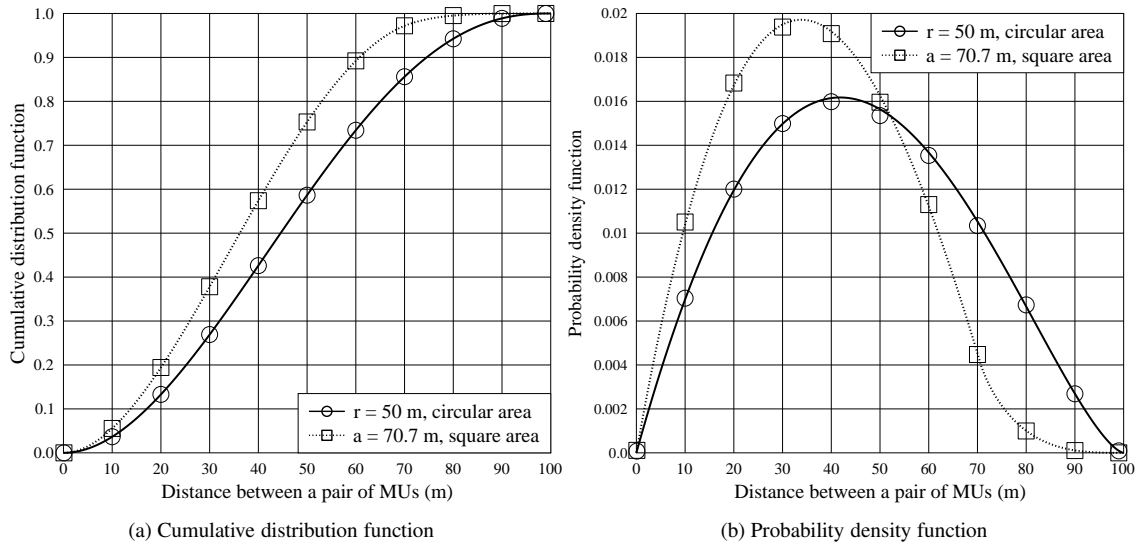 1.0
0.9
0.8
0.7
0.6
0.5
0.4
0.3
0.2
0.1
0.0
Cumulative distribution function
r = 50 m, circular area
a = 70.7 m, square area
0 10 20 30 40 50 60 70 80 90 100
Distance between a pair of MUs (m)
(a) Cumulative distribution function
0.02
0.018
0.016
0.014
0.012
0.01
0.008
0.006
0.004
0.002
0.0
Probability density function
r = 50 m, circular area
a = 70.7 m, square area
0 10 20 30 40 50 60 70 80 90 100
Distance between a pair of MUs (m)
(b) Probability density function